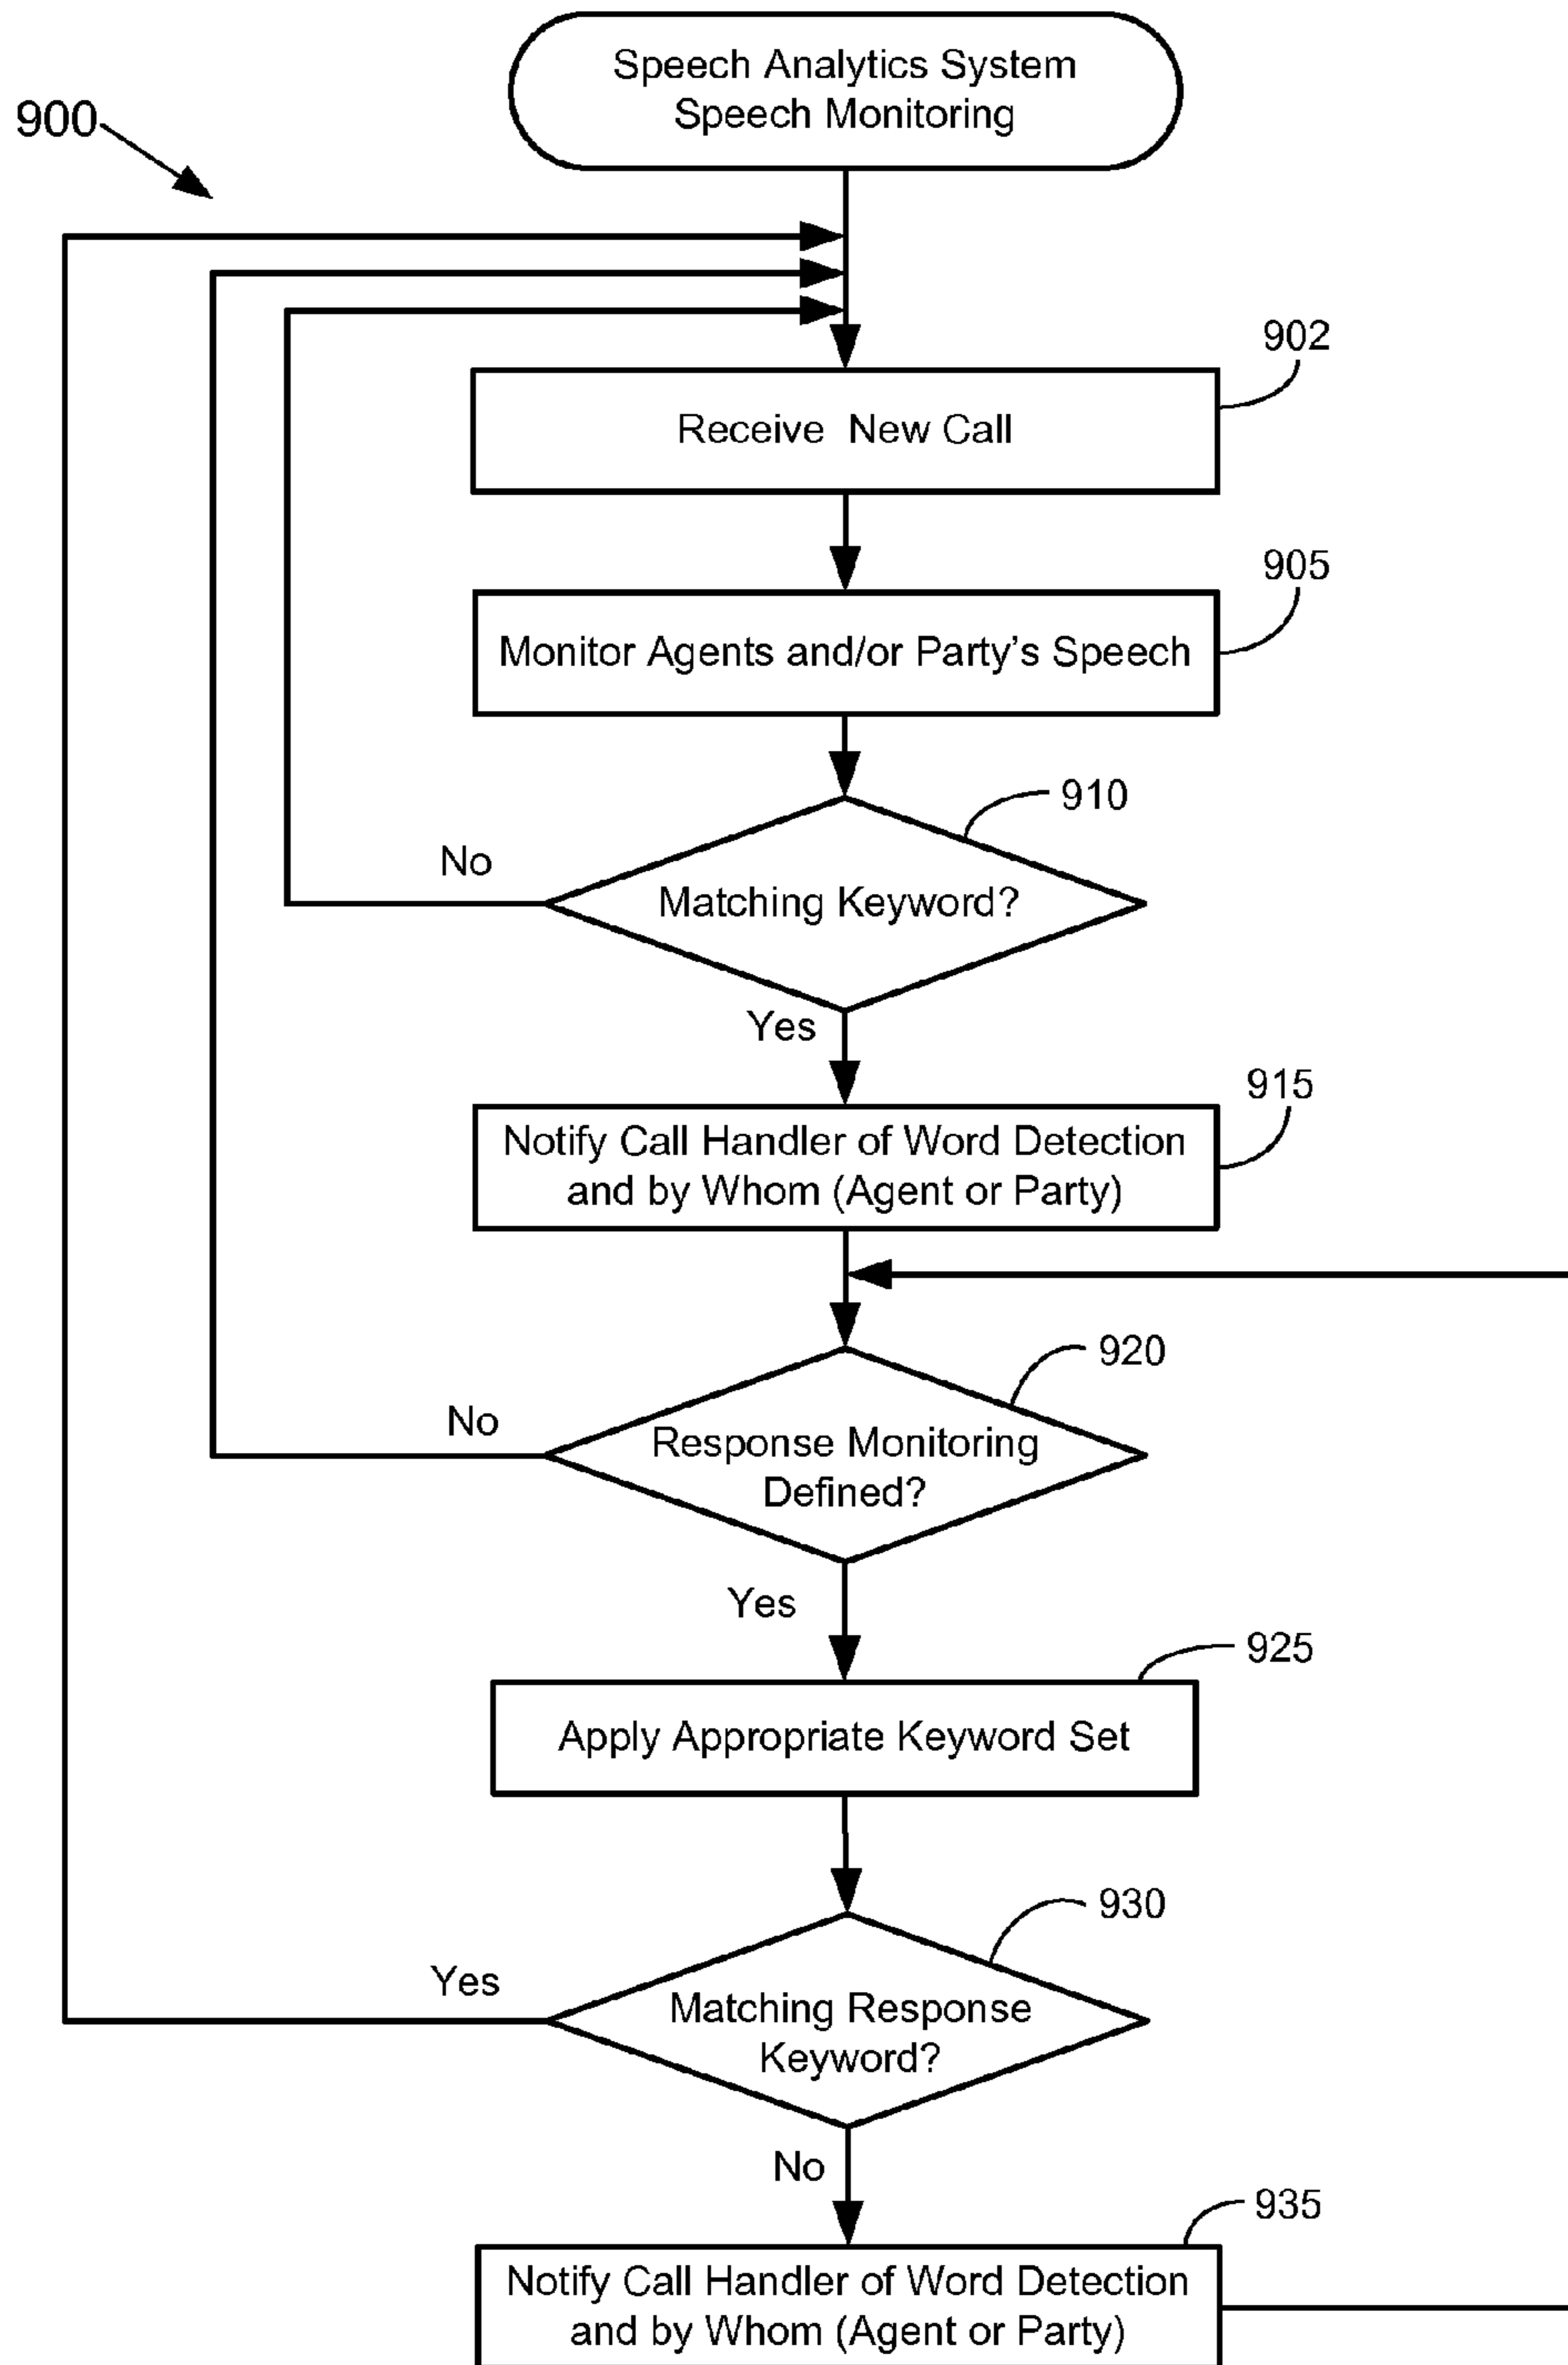 Speech Analytics System
Speech Monitoring
900
902
Receive New Call
905
Monitor Agents and/or Party's Speech
910
No
Matching Keyword?
Yes
915
Notify Call Handler of Word Detection
and by Whom (Agent or Party)
920
No
Response Monitoring
Defined?
Yes
925
Apply Appropriate Keyword Set
930
Yes
Matching Response
Keyword?
No
935
Notify Call Handler of Word Detection
and by Whom (Agent or Party)